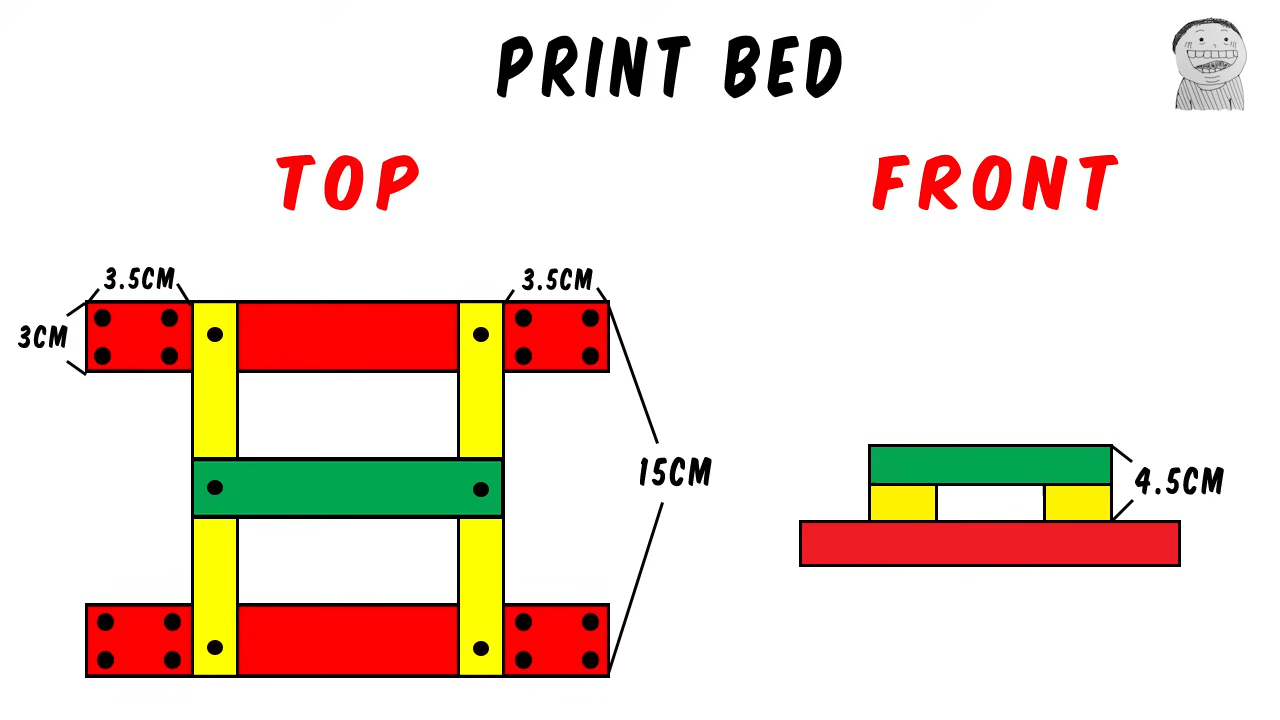 PRINT BED
TOP
FRONT
3.5CM
3.5CM
3CM
15CM
4.5CM